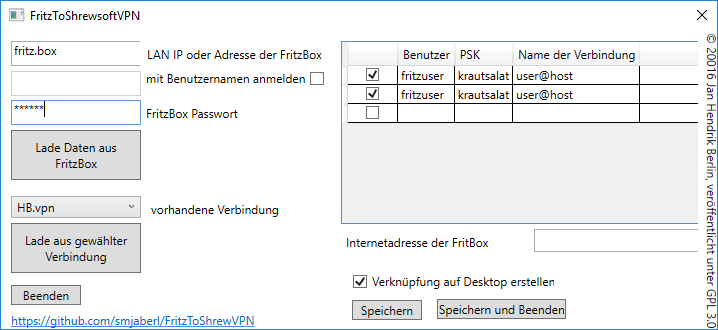 FritzToShrewsoftVPN
fritz.box
LAN IP oder Adresse der FritzBox
mit Benutzernamen anmelden
******
FritzBox Passwort
Lade Daten aus
FritzBox
HB.vpn
vorhandene Verbindung
Lade aus gewählter
Verbindung
Beenden
https://github.com/smjaberl/FritzToShrewVPN
Benutzer PSK Name der Verbindung
fritzuser krautsalat user@host
fritzuser krautsalat user@host
Internetadresse der FritBox
Verknüpfung auf Desktop erstellen
Speichern
Speichern und Beenden
© 20016 Jan Hendrik Berlin, veröffentlicht unter GPL 3.0